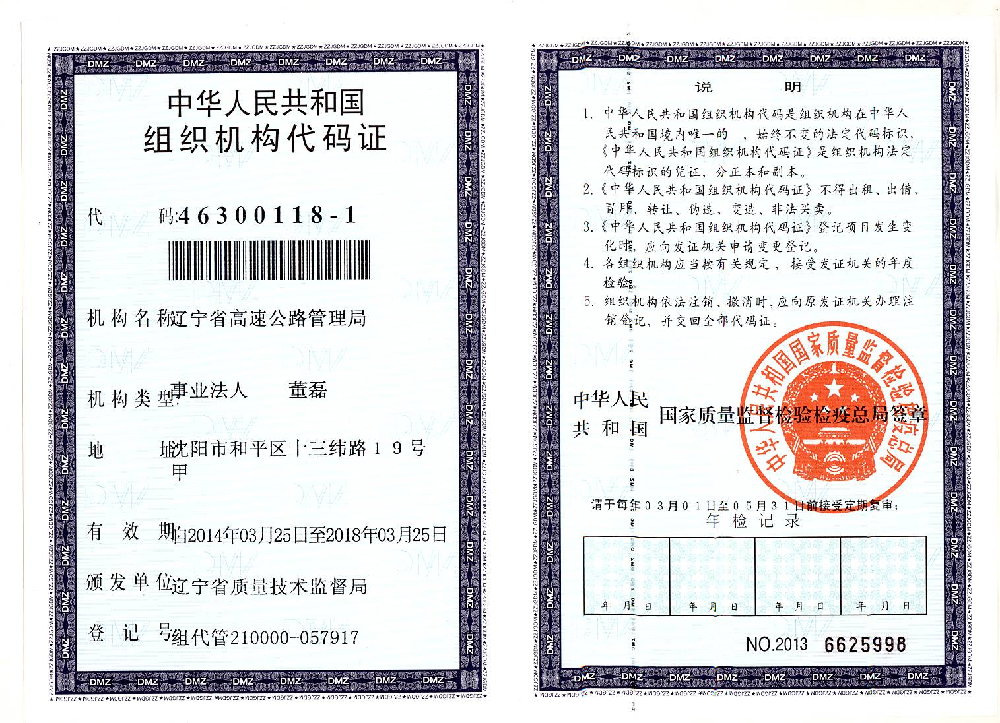 中华人民共和国
组织机构代码证
代 码:46300118-1
机构名称 辽宁省高速公路管理局
机构类型: 事业法人 董磊
地 址 沈阳市和平区十三纬路19号
甲
有效期 自2014年03月25日至2018年03月25日
颁发单位 辽宁省质量技术监督局
登记号 组代管210000--057917
说 明
1. 中华人民共和国组织机构代码是组织机构在中华人
民共和国境内唯一的 ,始终不变的法定代码标识,
《中华人民共和国组织机构代码证》是组织机构法定
代码标识的凭证,分正本和副本。
2.《中华人民共和国组织机构代码证》不得出租、出借、
冒用、转让、伪造、变造、非法买卖。
3.《中华人民共和国组织机构代码证》登记项目发生变
化时,应向发证机关申请变更登记。
4. 各组织机构应当按有关规定,接受发证机关的年度
检验。
5. 组织机构依法注销、撤消时,应向原发证机关办理注
销登记,并交回全部代码证。
中华人民共和国国家质量监督检验检疫总局
中华人民
共和国 国家质量监督检验检疫总局签章
请于每年03月01日至05月31日前接受定期复审;
年检记录
年 月 日 年 月 日 年 月 日 年 月 日
NO.2013 6625998